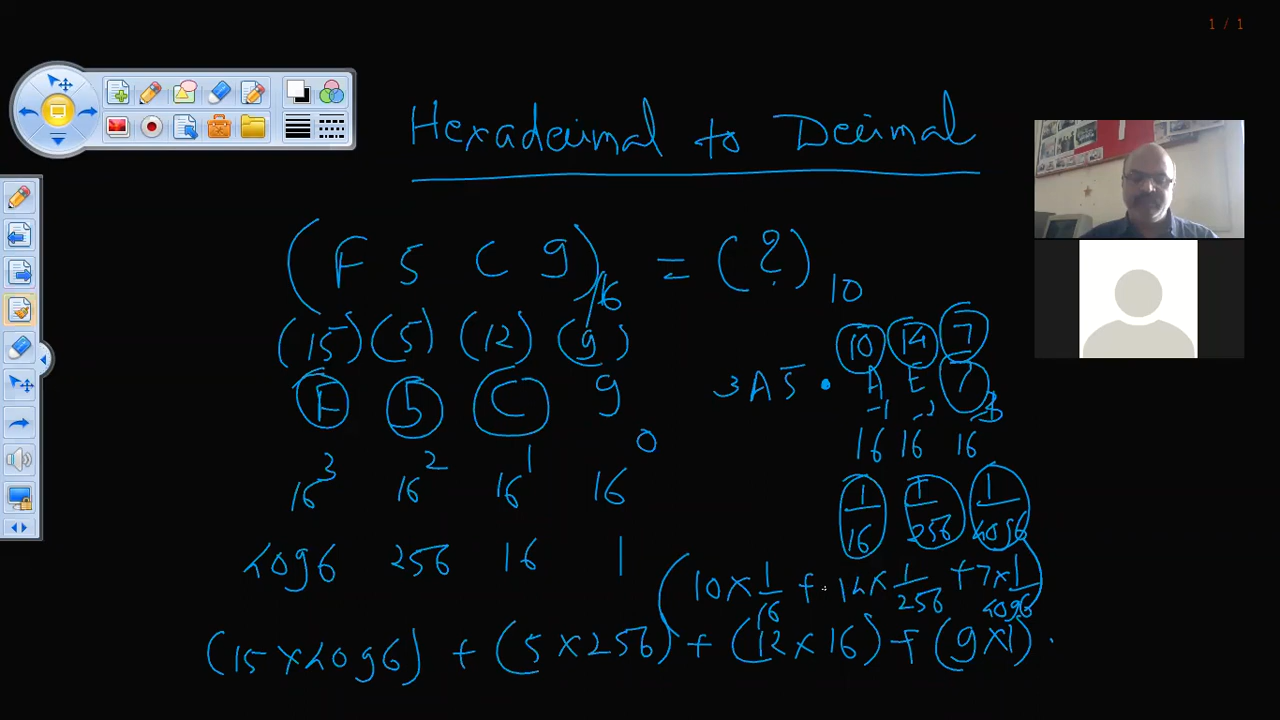 1 / 1
Hexadecimal to Decimal
(F 5 C 9)16 = (?)10
(15) (5) (12) (9)
F 5 C 9
16^3 16^2 16^1 16^0
4096 256 16 1
10 14 7
3 A 5 . A E 7
16^-1 16^-2 16^-3
1/16 1/256 1/4096
(10 × 1/16 + 14 × 1/256 + 7 × 1/4096)
(15 × 4096) + (5 × 256) + (12 × 16) + (9 × 1) .